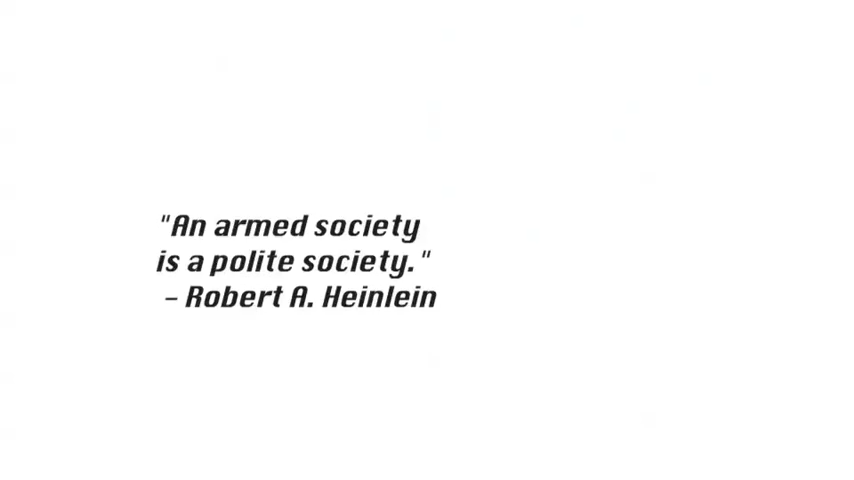 "An armed society
is a polite society."
– Robert A. Heinlein